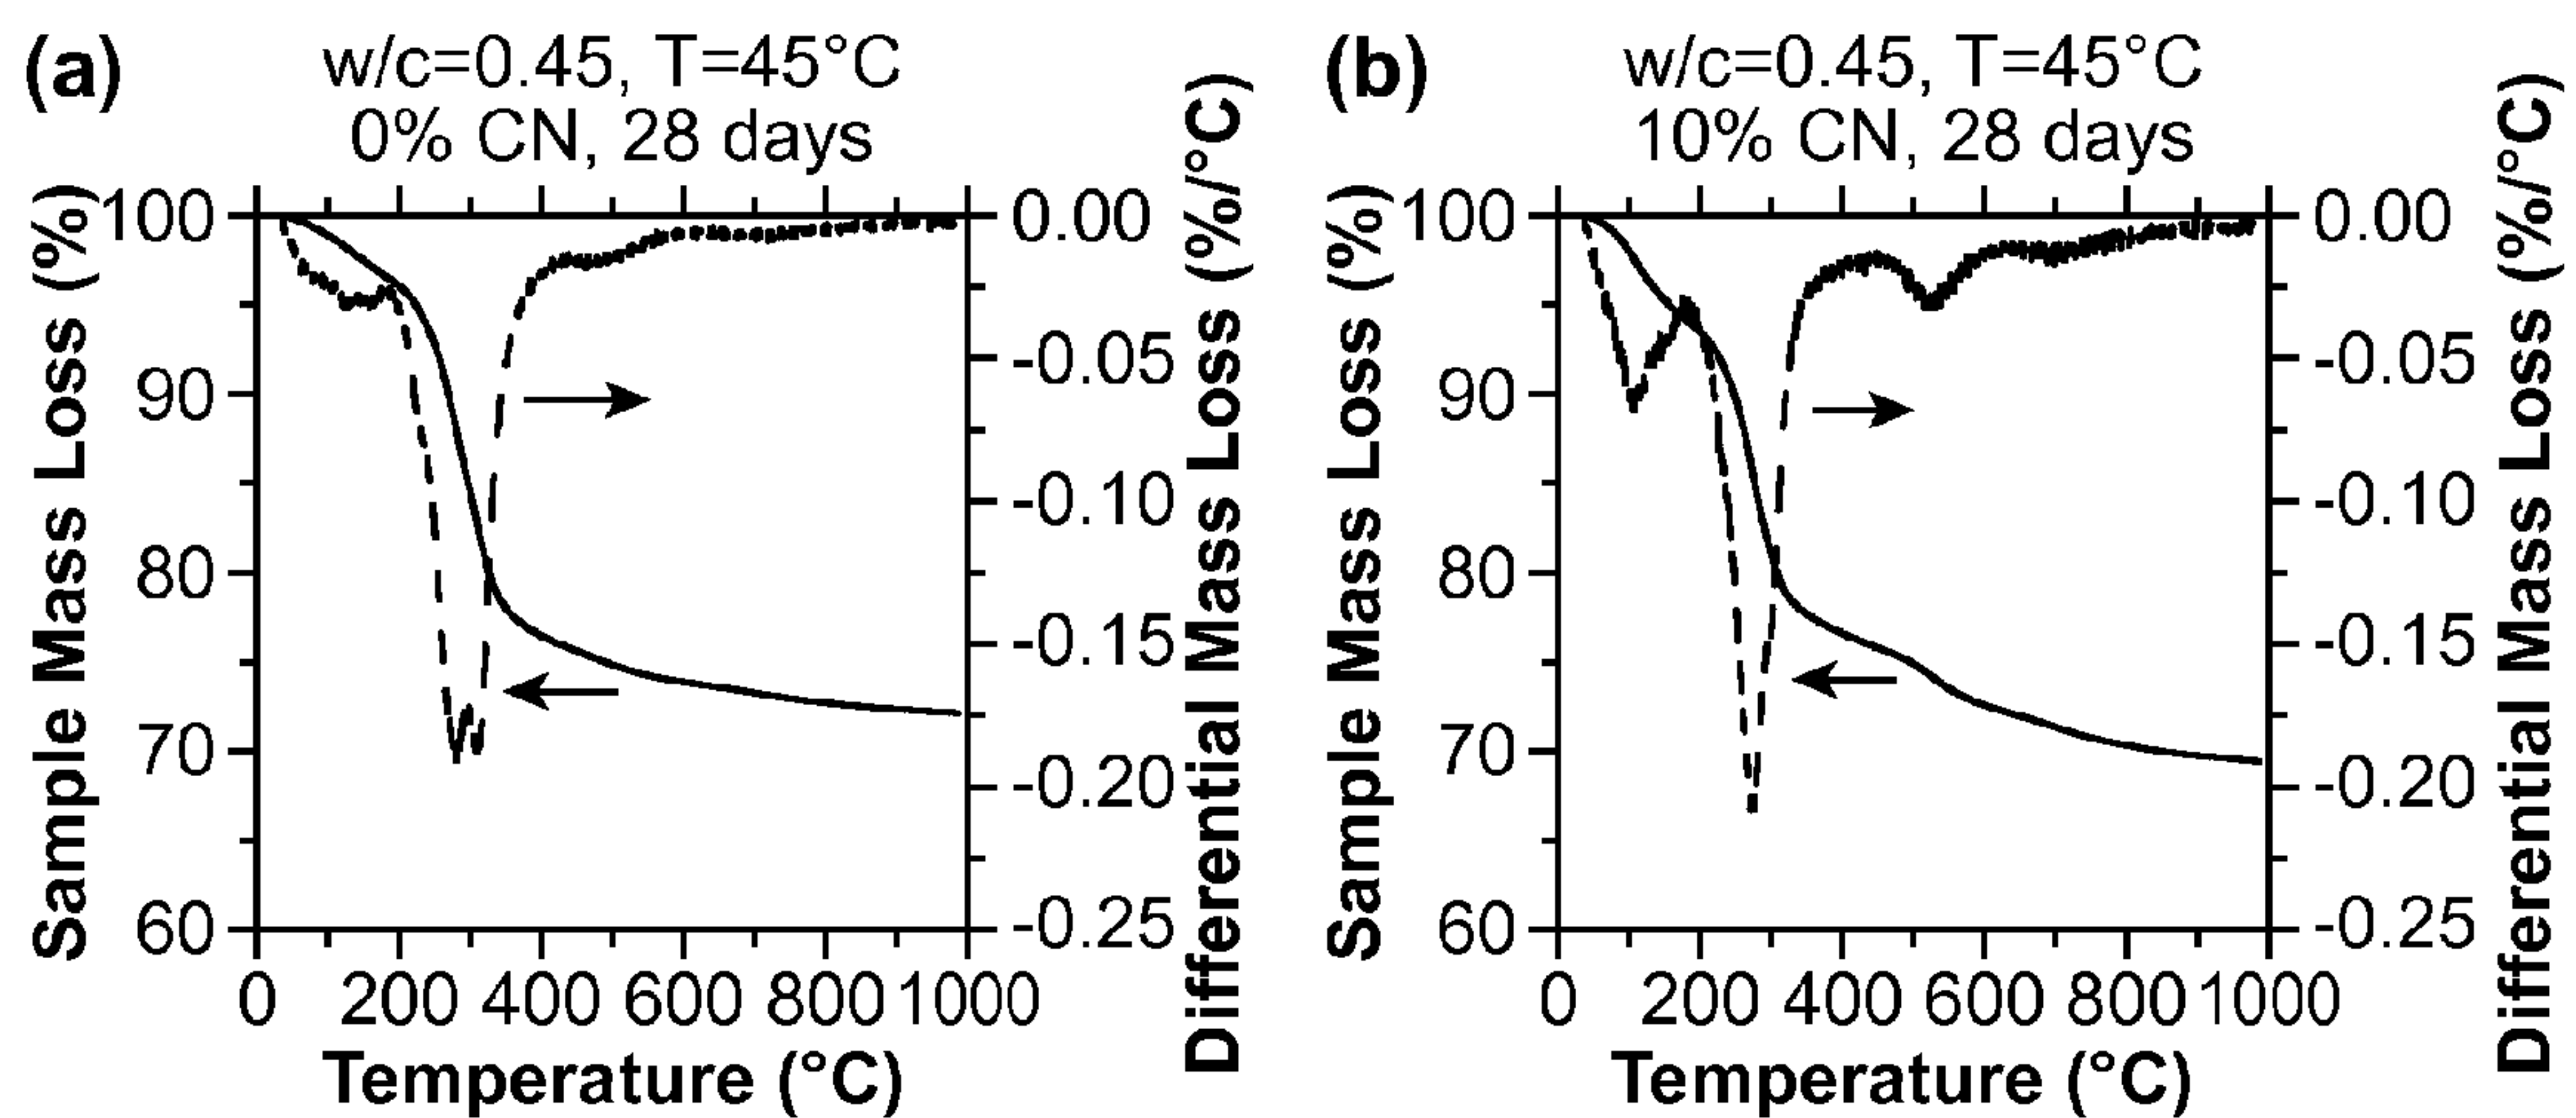 (a)
w/c=0.45, T=45°C
0% CN, 28 days
Sample Mass Loss (%)
100
90
80
70
60
0.00
-0.05
-0.10
-0.15
-0.20
-0.25
Differential Mass Loss (%/°C)
0 200 400 600 800 1000
Temperature (°C)
(b)
w/c=0.45, T=45°C
10% CN, 28 days
Sample Mass Loss (%)
100
90
80
70
60
0.00
-0.05
-0.10
-0.15
-0.20
-0.25
Differential Mass Loss (%/°C)
0 200 400 600 800 1000
Temperature (°C)